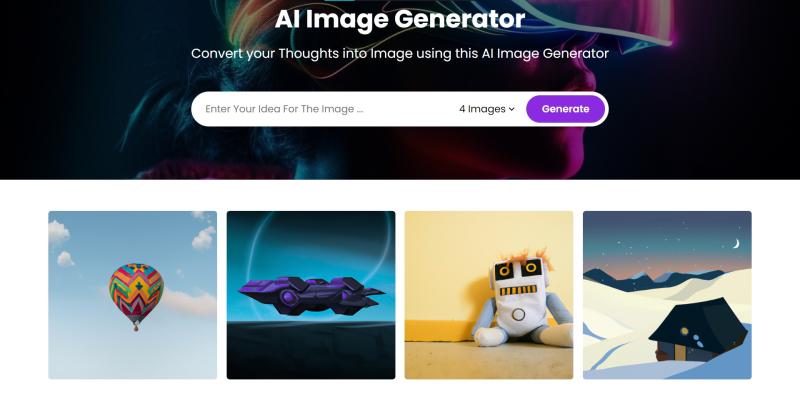 AI Image Generator
Convert your Thoughts into Image using this AI Image Generator
Enter Your Idea For The Image ... 4 Images Generate